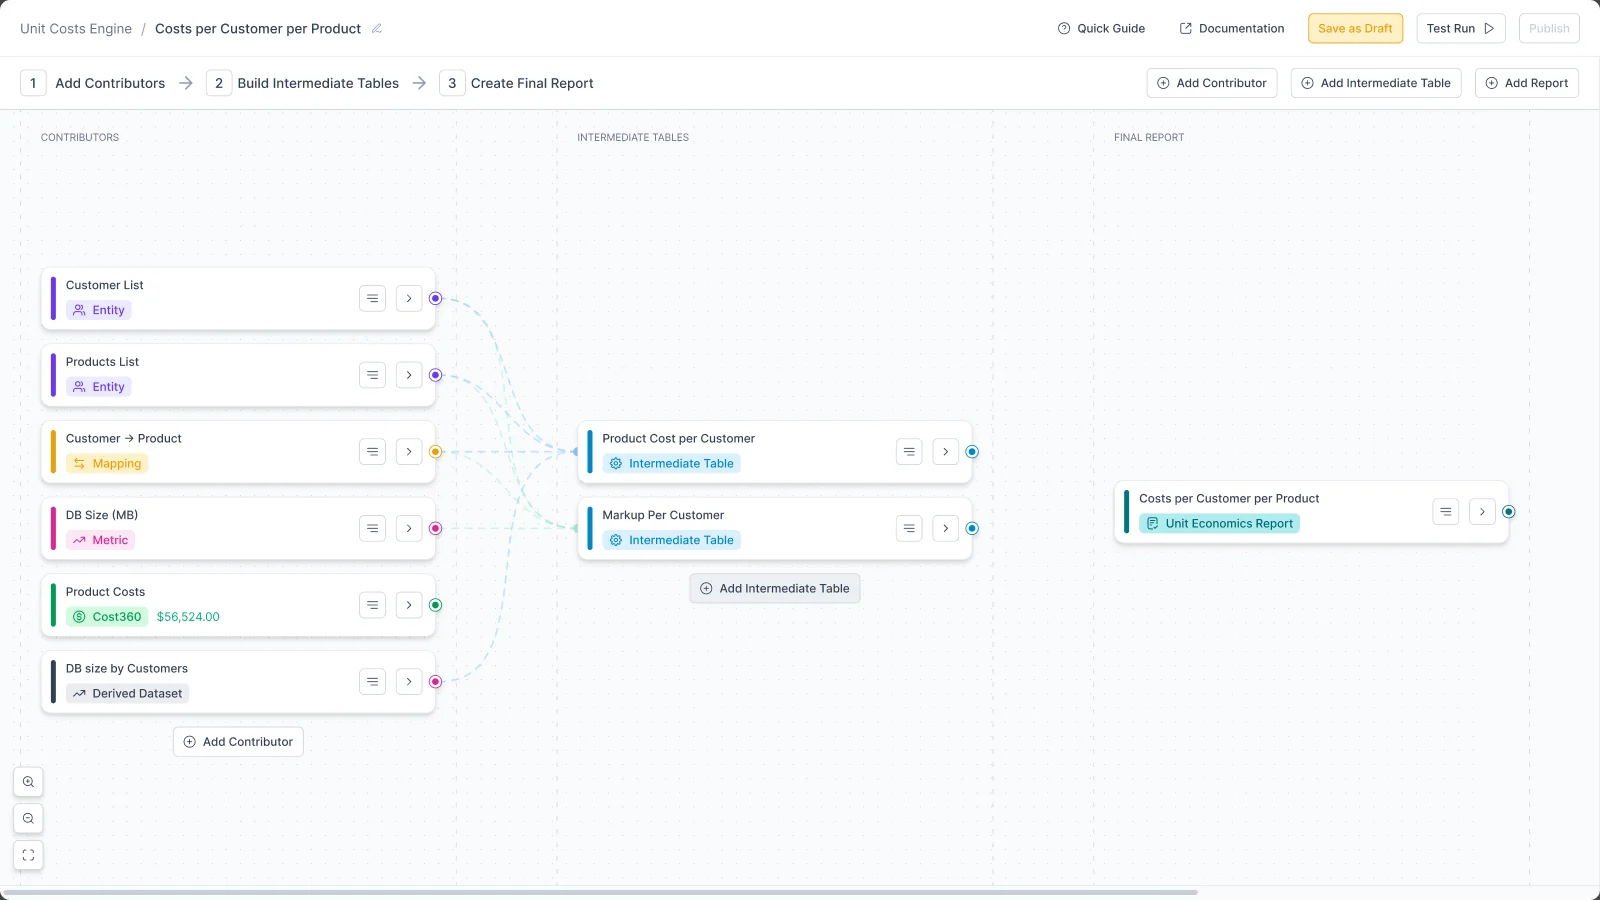 Unit Costs Engine / Costs per Customer per Product
Quick Guide
Documentation
Save as Draft
Test Run
Publish
1 Add Contributors → 2 Build Intermediate Tables → 3 Create Final Report
Add Contributor
Add Intermediate Table
Add Report
CONTRIBUTORS
INTERMEDIATE TABLES
FINAL REPORT
Customer List
Entity
Products List
Entity
Customer → Product
Mapping
DB Size (MB)
Metric
Product Costs
Cost360 $56,524.00
DB size by Customers
Derived Dataset
Add Contributor
Product Cost per Customer
Intermediate Table
Markup Per Customer
Intermediate Table
Add Intermediate Table
Costs per Customer per Product
Unit Economics Report